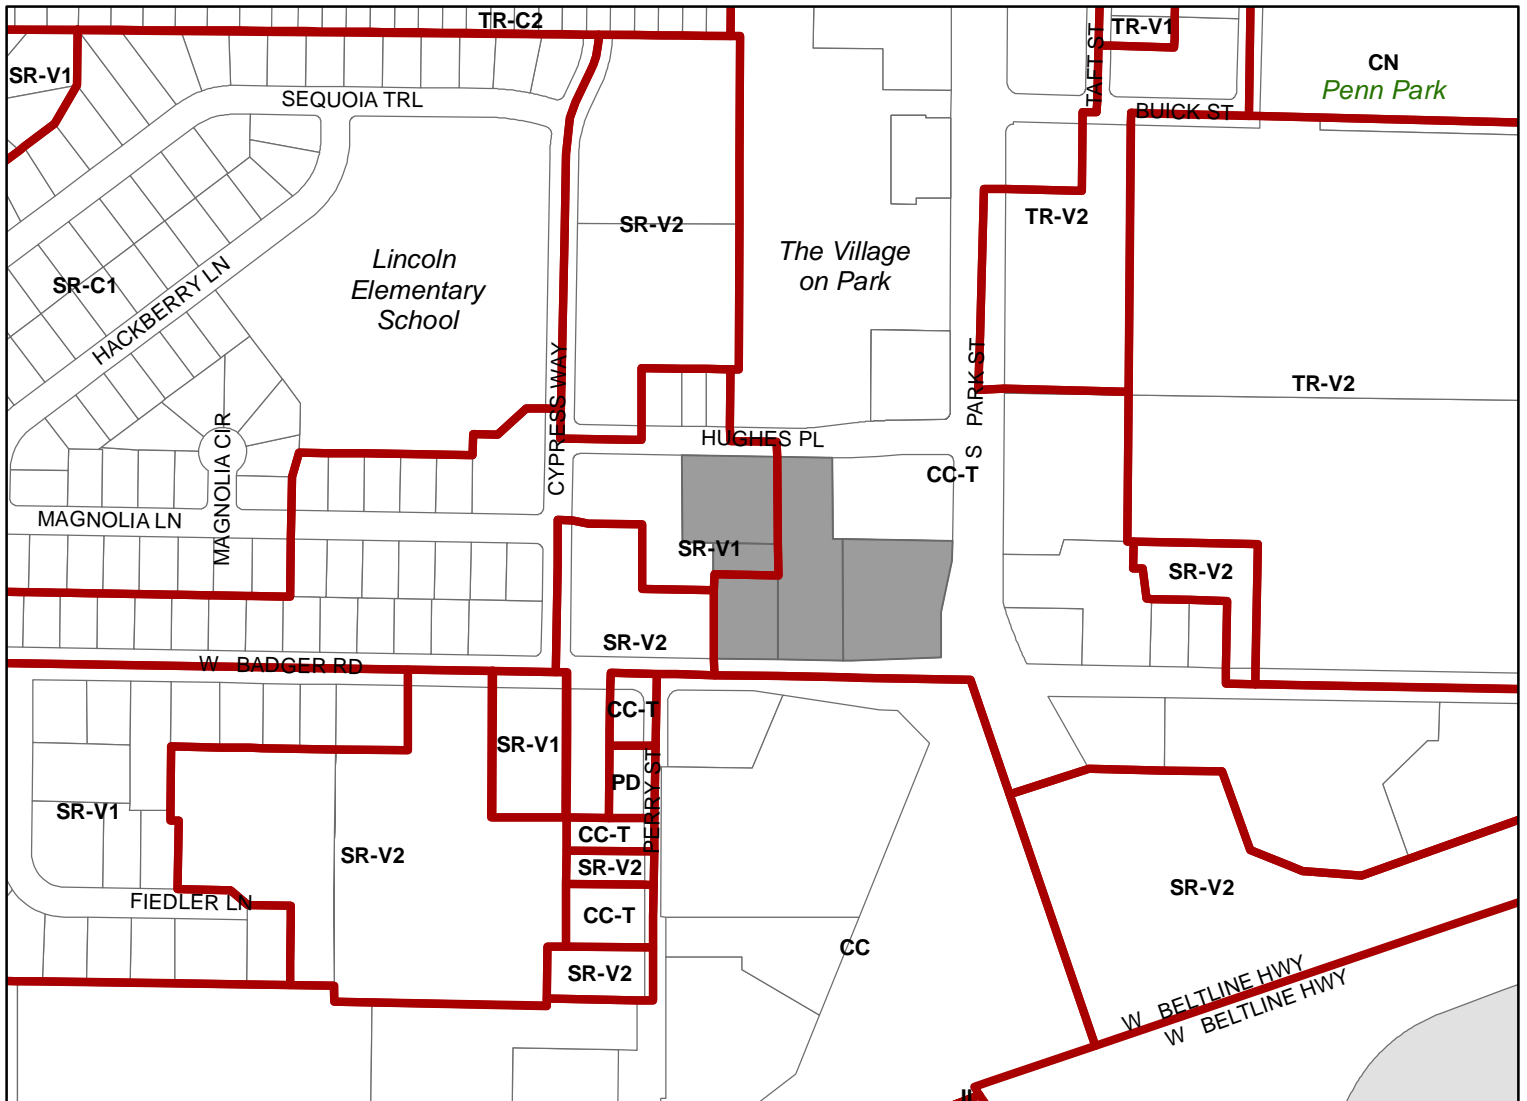 TR-C2
TR-V1
TAFT ST
CN
Penn Park
SR-V1
SEQUOIA TRL
BUICK ST
SR-V2
TR-V2
The Village
on Park
Lincoln
Elementary
School
SR-C1
HACKBERRY LN
CYPRESS WAY
S PARK ST
TR-V2
HUGHES PL
CC-T
MAGNOLIA CIR
MAGNOLIA LN
SR-V1
SR-V2
SR-V2
W BADGER RD
CC-T
SR-V1
PD
PERRY ST
SR-V1
CC-T
SR-V2
SR-V2
SR-V2
FIEDLER LN
CC-T
CC
SR-V2
W BELTLINE HWY
W BELTLINE HWY